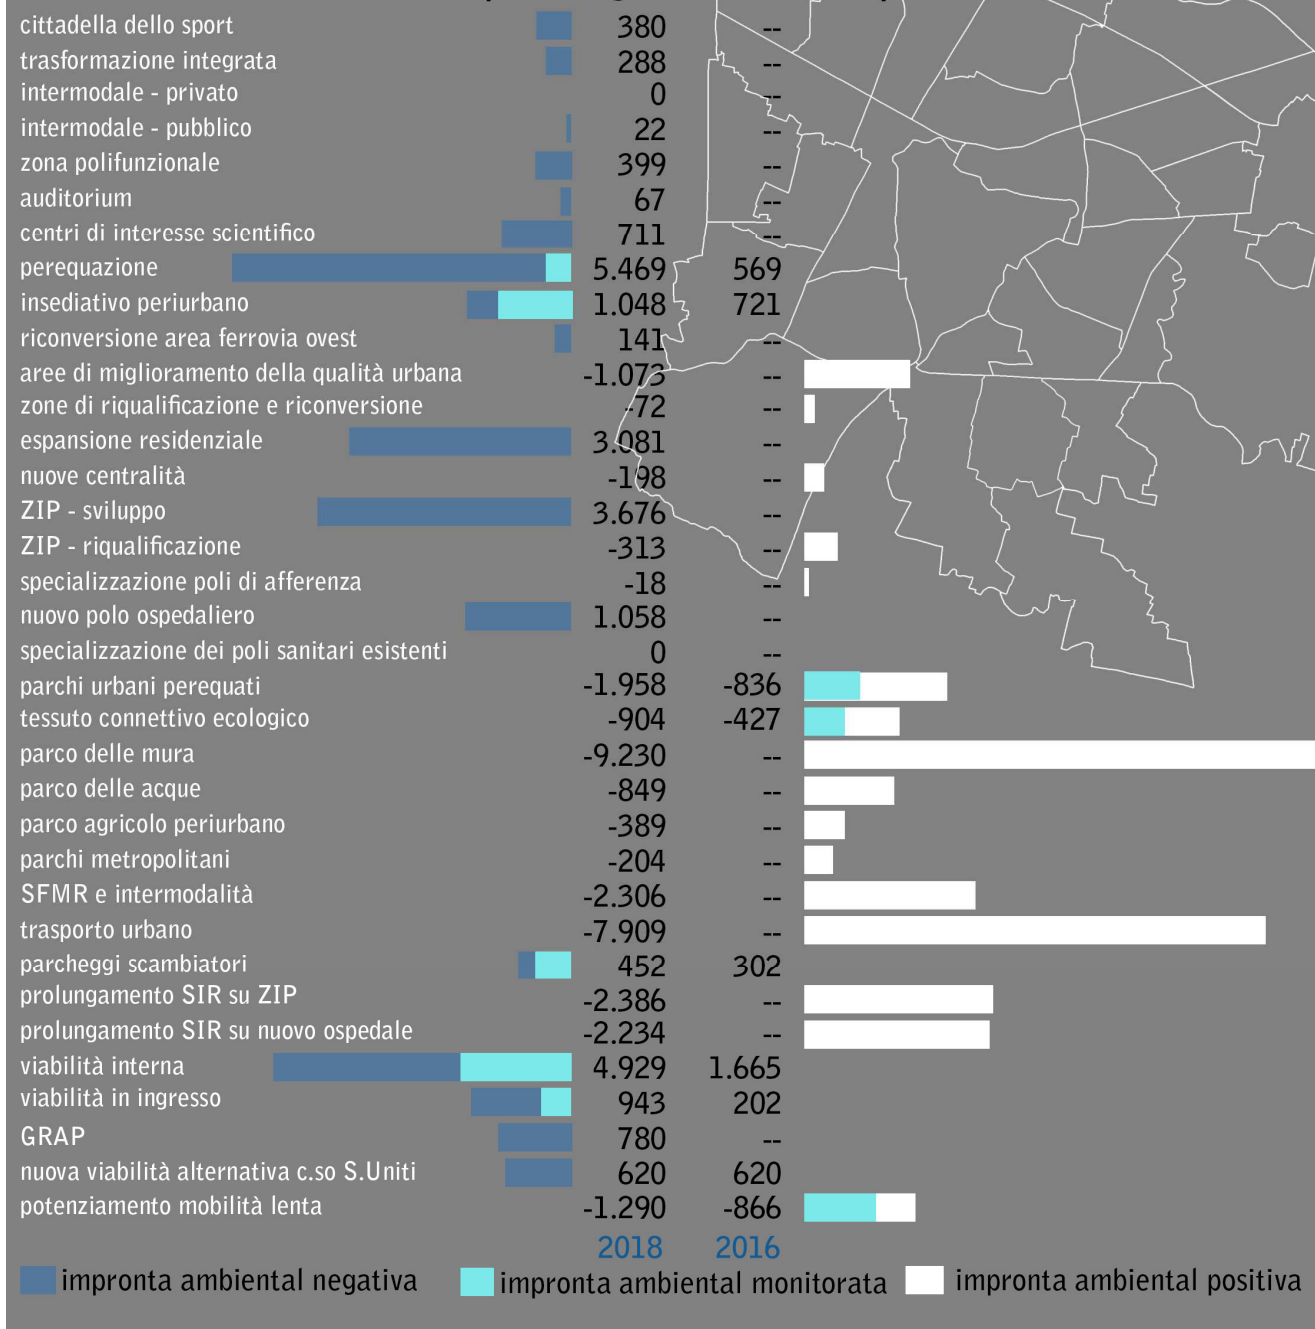 cittadella dello sport 380 --
trasformazione integrata 288 --
intermodale - privato 0 --
intermodale - pubblico 22 --
zona polifunzionale 399 --
auditorium 67 --
centri di interesse scientifico 711 --
perequazione 5.469 569
insediativo periurbano 1.048 721
riconversione area ferrovia ovest 141 --
aree di miglioramento della qualità urbana -1.073 --
zone di riqualificazione e riconversione -72 --
espansione residenziale 3.081 --
nuove centralità -198 --
ZIP - sviluppo 3.676 --
ZIP - riqualificazione -313 --
specializzazione poli di afferenza -18 --
nuovo polo ospedaliero 1.058 --
specializzazione dei poli sanitari esistenti 0 --
parchi urbani perequati -1.958 -836
tessuto connettivo ecologico -904 -427
parco delle mura -9.230 --
parco delle acque -849 --
parco agricolo periurbano -389 --
parchi metropolitani -204 --
SFMR e intermodalità -2.306 --
trasporto urbano -7.909 --
parcheggi scambiatori 452 302
prolungamento SIR su ZIP -2.386 --
prolungamento SIR su nuovo ospedale -2.234 --
viabilità interna 4.929 1.665
viabilità in ingresso 943 202
GRAP 780 --
nuova viabilità alternativa c.so S.Uniti 620 620
potenziamento mobilità lenta -1.290 -866
2018 2016
impronta ambiental negativa impronta ambiental monitorata impronta ambiental positiva